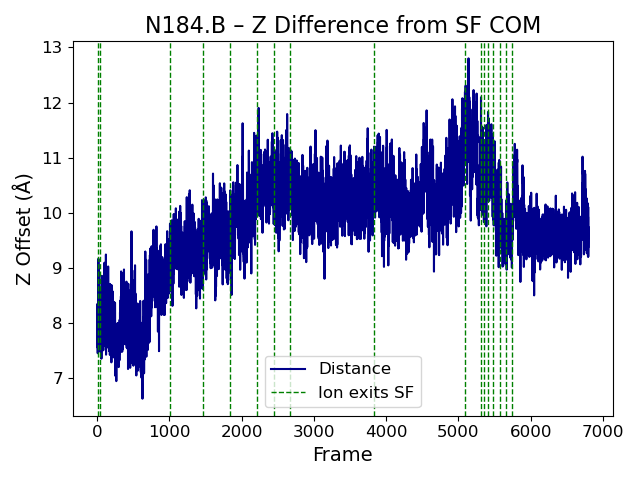 N184.B – Z Difference from SF COM
Z Offset (Å)
13
12
11
10
9
8
7
Distance
Ion exits SF
0 1000 2000 3000 4000 5000 6000 7000
Frame